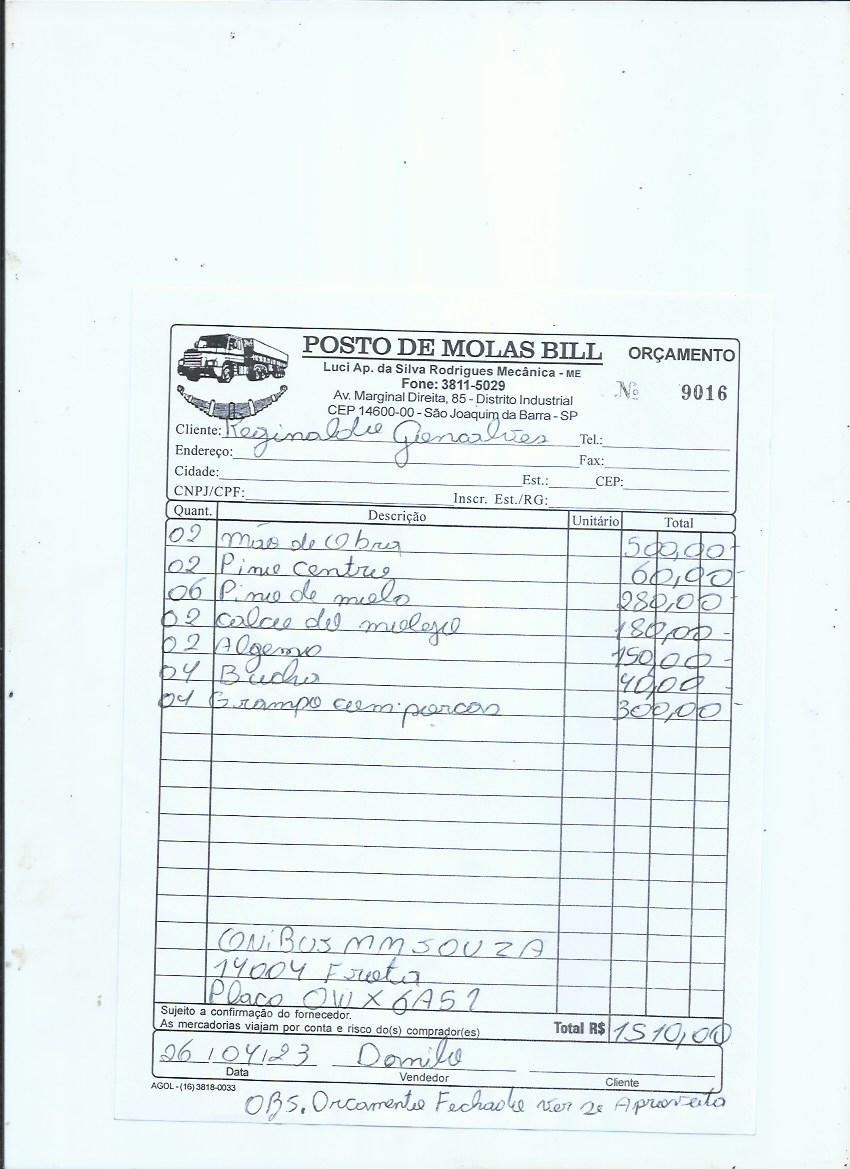 POSTO DE MOLAS BILL
ORÇAMENTO
Luci Ap. da Silva Rodrigues Mecânica - ME
Fone: 3811-5029
Av. Marginal Direita, 85 - Distrito Industrial
CEP 14600-00 - São Joaquim da Barra - SP
Nº 9016
Cliente: Reginaldo Gonçalves Tel.:
Endereço: Fax:
Cidade: Est.: CEP:
CNPJ/CPF: Inscr. Est./RG:
Quant. Descrição Unitário Total
02 Mão de Obra 500,00
02 Pino centro 60,00
06 Pino de mola 280,00
02 calço del molejo 180,00
02 Algema 150,00
04 Bucha 40,00
04 Grampo com porcas 300,00
ONiBUS MM SOUZA
14004 Frota
Placa OWX 6A52
Sujeito a confirmação do fornecedor.
As mercadorias viajam por conta e risco do(s) comprador(es)
Total R$ 1510,00
26/04/23 Danilo
Data Vendedor Cliente
AGOL - (16) 3818-0033
OBS. Orcamento Fechado ver se Aproveita